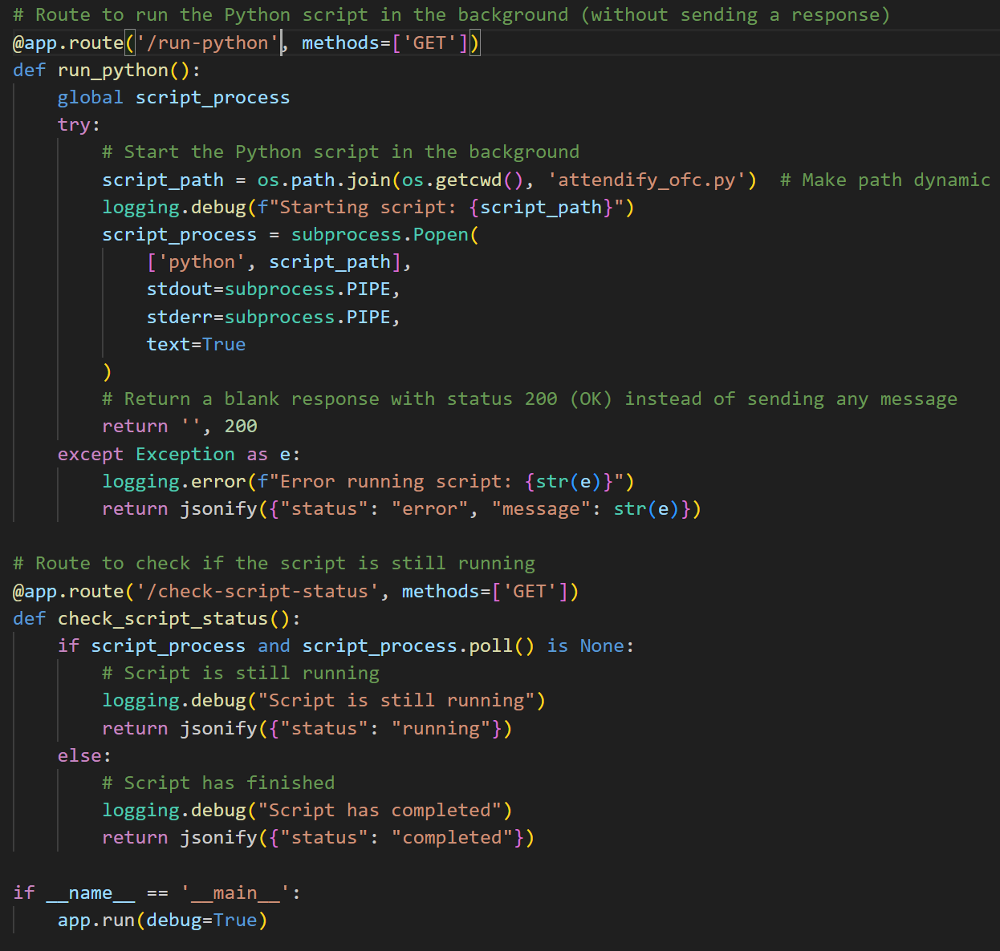 # Route to run the Python script in the background (without sending a response)
@app.route('/run-python', methods=['GET'])
def run_python():
    global script_process
    try:
        # Start the Python script in the background
        script_path = os.path.join(os.getcwd(), 'attendify_ofc.py')  # Make path dynamic
        logging.debug(f"Starting script: {script_path}")
        script_process = subprocess.Popen(
            ['python', script_path],
            stdout=subprocess.PIPE,
            stderr=subprocess.PIPE,
            text=True
        )
        # Return a blank response with status 200 (OK) instead of sending any message
        return '', 200
    except Exception as e:
        logging.error(f"Error running script: {str(e)}")
        return jsonify({"status": "error", "message": str(e)})

# Route to check if the script is still running
@app.route('/check-script-status', methods=['GET'])
def check_script_status():
    if script_process and script_process.poll() is None:
        # Script is still running
        logging.debug("Script is still running")
        return jsonify({"status": "running"})
    else:
        # Script has finished
        logging.debug("Script has completed")
        return jsonify({"status": "completed"})

if __name__ == '__main__':
    app.run(debug=True)